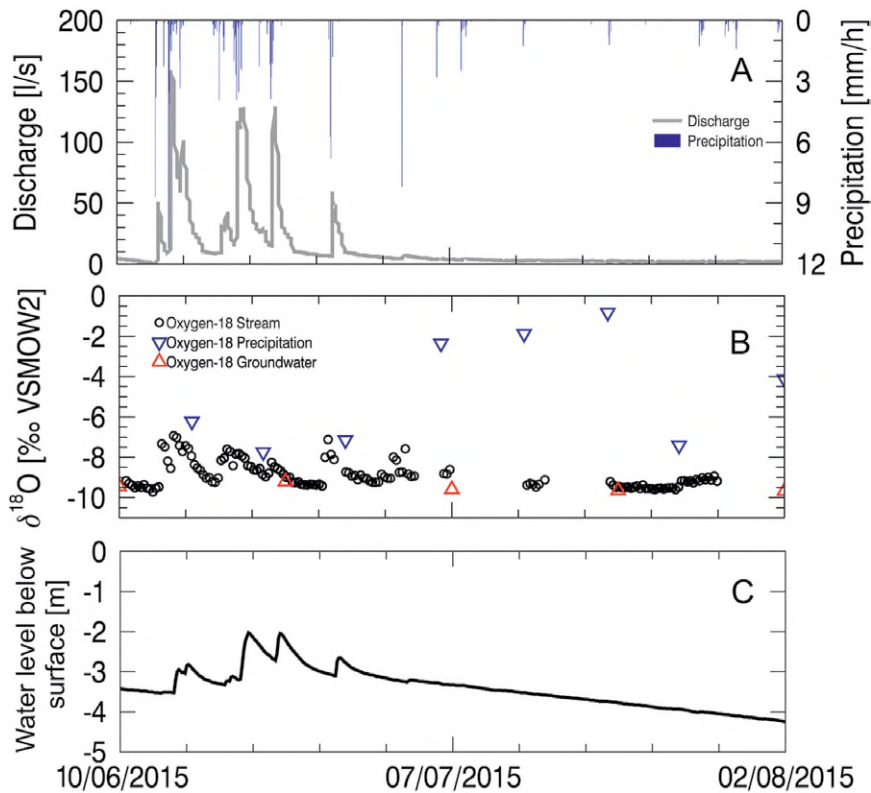 200
150
100
50
0
Discharge [l/s]
A
Discharge
Precipitation
0
3
6
9
12
Precipitation [mm/h]
0
-2
-4
-6
-8
-10
δ18O [‰ VSMOW2]
Oxygen-18 Stream
Oxygen-18 Precipitation
Oxygen-18 Groundwater
B
0
-1
-2
-3
-4
-5
Water level below
surface [m]
C
10/06/2015
07/07/2015
02/08/2015